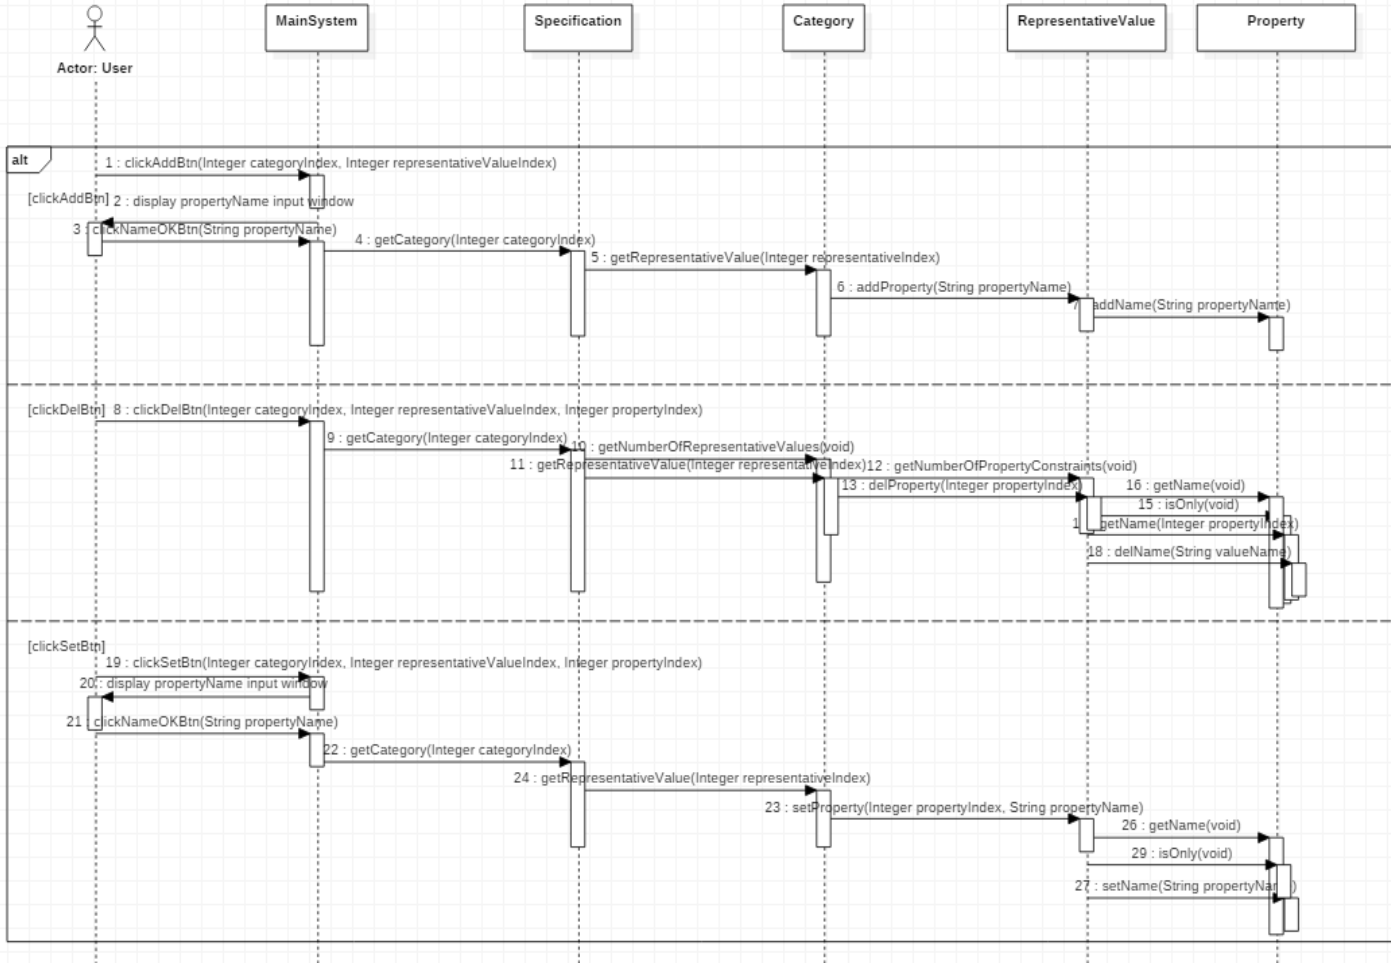 MainSystem
Specification
Category
RepresentativeValue
Property
Actor: User
alt
1 : clickAddBtn(Integer categoryIndex, Integer representativeValueIndex)
[clickAddBtn]
2 : display propertyName input window
3 : clickNameOKBtn(String propertyName)
4 : getCategory(Integer categoryIndex)
5 : getRepresentativeValue(Integer representativeIndex)
6 : addProperty(String propertyName)
7 : addName(String propertyName)
[clickDelBtn]
8 : clickDelBtn(Integer categoryIndex, Integer representativeValueIndex, Integer propertyIndex)
9 : getCategory(Integer categoryIndex)
10 : getNumberOfRepresentativeValues(void)
11 : getRepresentativeValue(Integer representativeIndex)
12 : getNumberOfPropertyConstraints(void)
13 : delProperty(Integer propertyIndex)
16 : getName(void)
15 : isOnly(void)
getName(Integer propertyIndex)
18 : delName(String valueName)
[clickSetBtn]
19 : clickSetBtn(Integer categoryIndex, Integer representativeValueIndex, Integer propertyIndex)
20 : display propertyName input window
21 : clickNameOKBtn(String propertyName)
22 : getCategory(Integer categoryIndex)
24 : getRepresentativeValue(Integer representativeIndex)
23 : setProperty(Integer propertyIndex, String propertyName)
26 : getName(void)
29 : isOnly(void)
27 : setName(String propertyName)